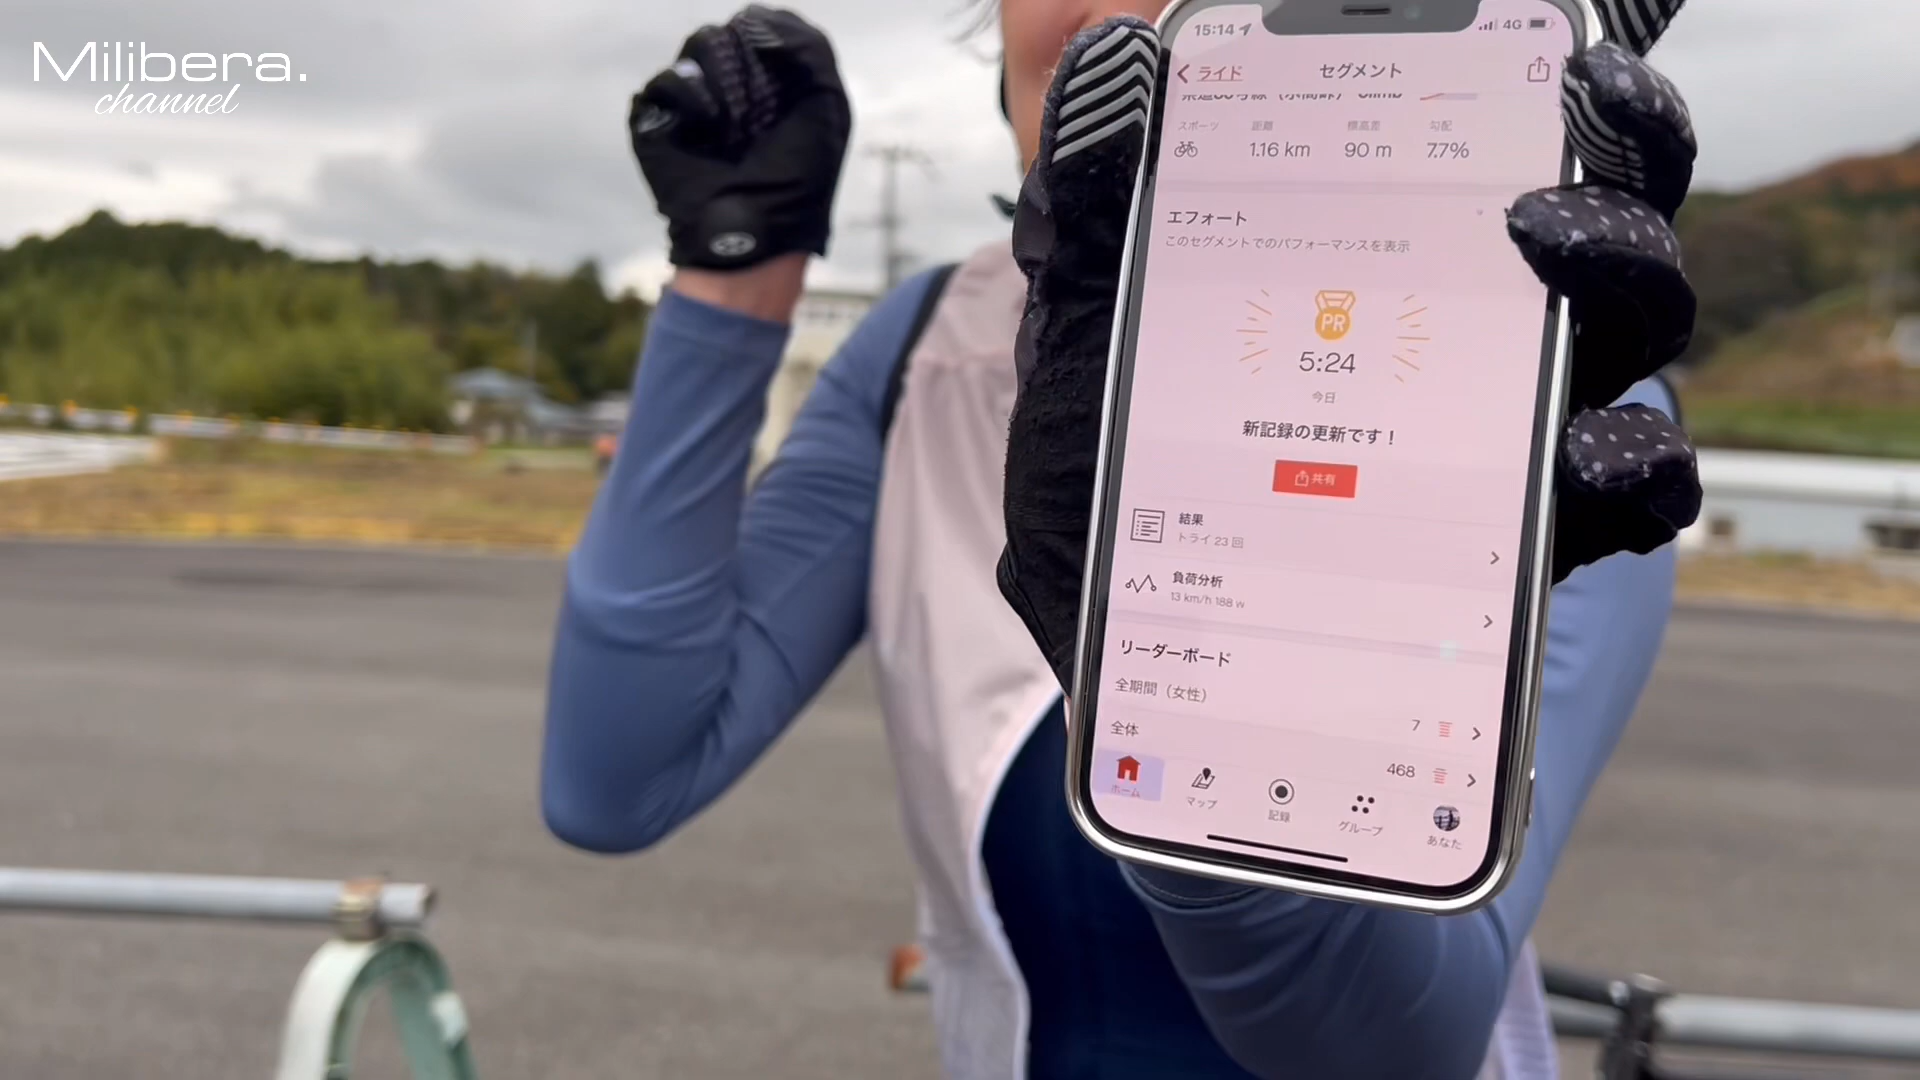 Milibera.
channel
15:14
4G
ライド
セグメント
スポーツ 距離 標高差 勾配
1.16 km 90 m 7.7%
エフォート
このセグメントでのパフォーマンスを表示
PR
5:24
今日
新記録の更新です！
共有
結果
トライ 23 回
負荷分析
13 km/h 188 w
リーダーボード
全期間（女性）
7
全体
468
ホーム
マップ
記録
グループ
あなた